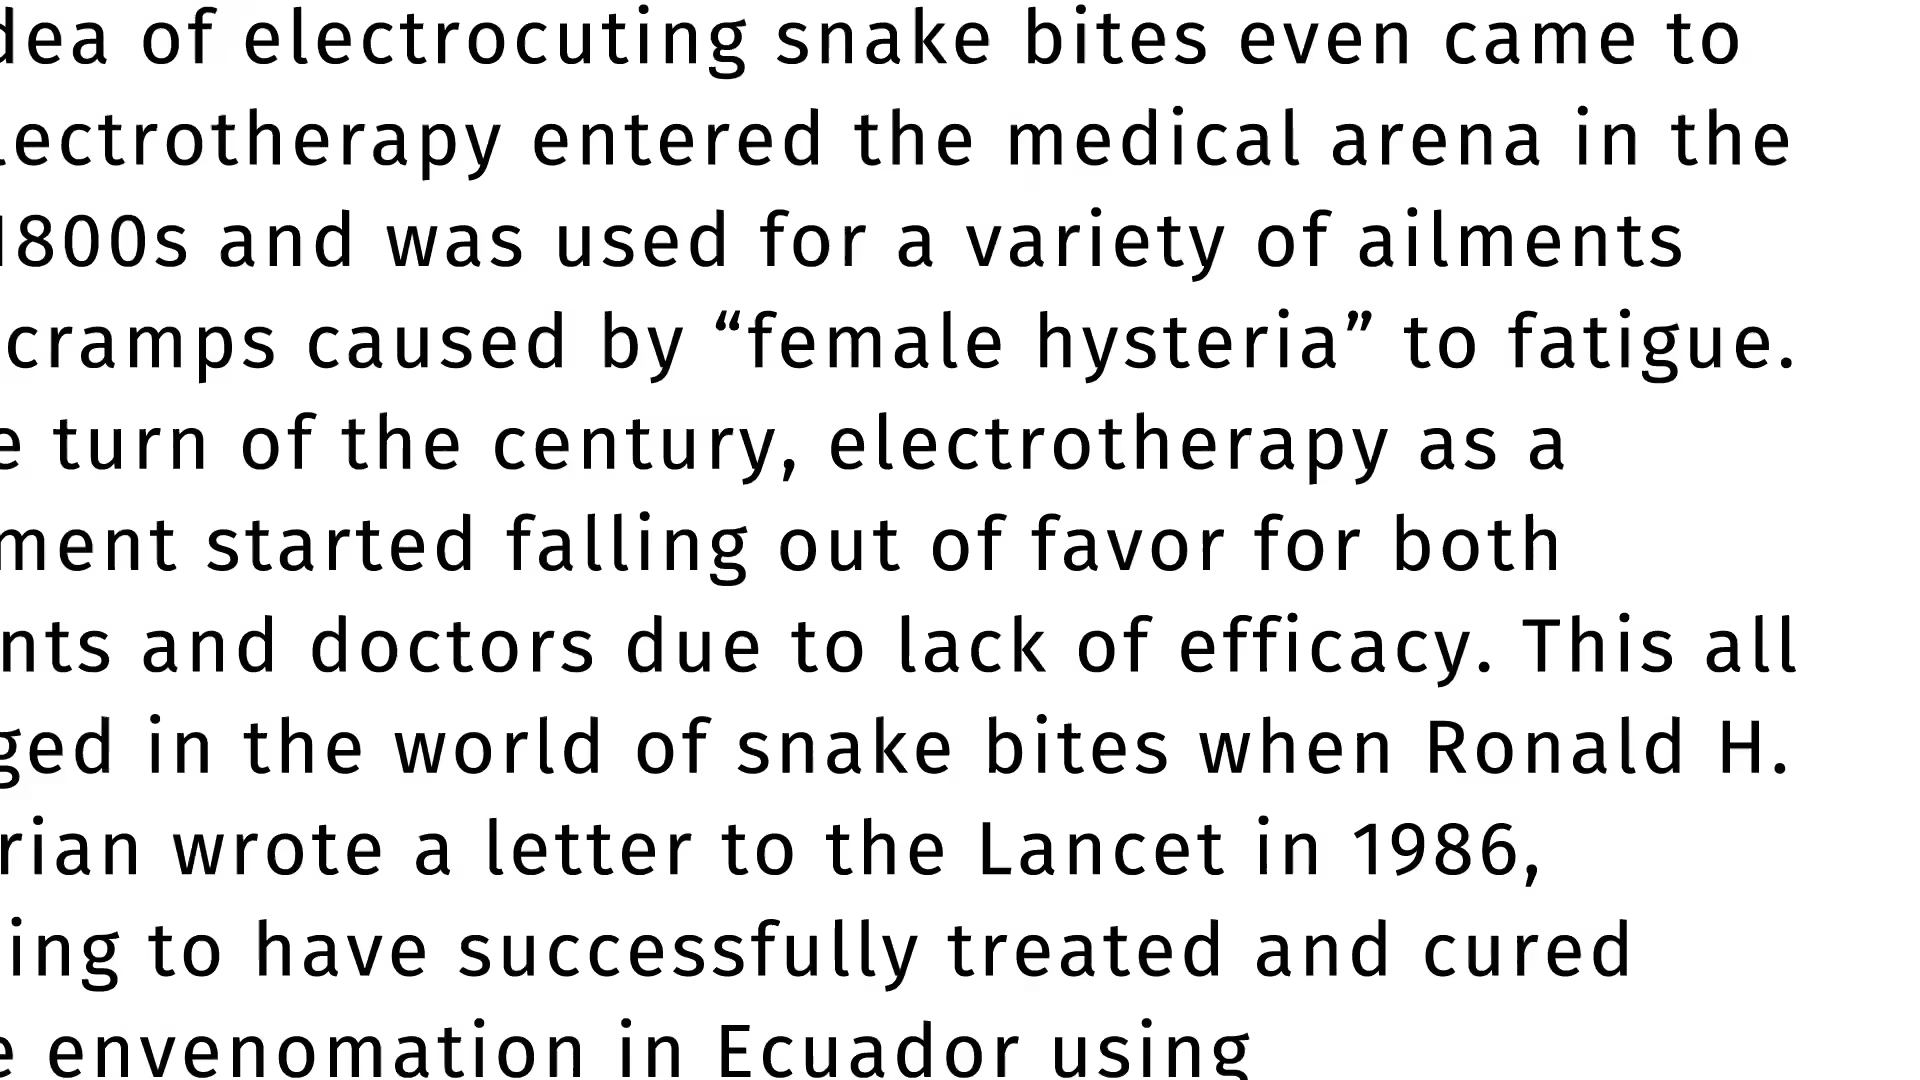 dea of electrocuting snake bites even came to
lectrotherapy entered the medical arena in the
1800s and was used for a variety of ailments
cramps caused by “female hysteria” to fatigue.
e turn of the century, electrotherapy as a
ment started falling out of favor for both
nts and doctors due to lack of efficacy. This all
ged in the world of snake bites when Ronald H.
rian wrote a letter to the Lancet in 1986,
ing to have successfully treated and cured
e envenomation in Ecuador using